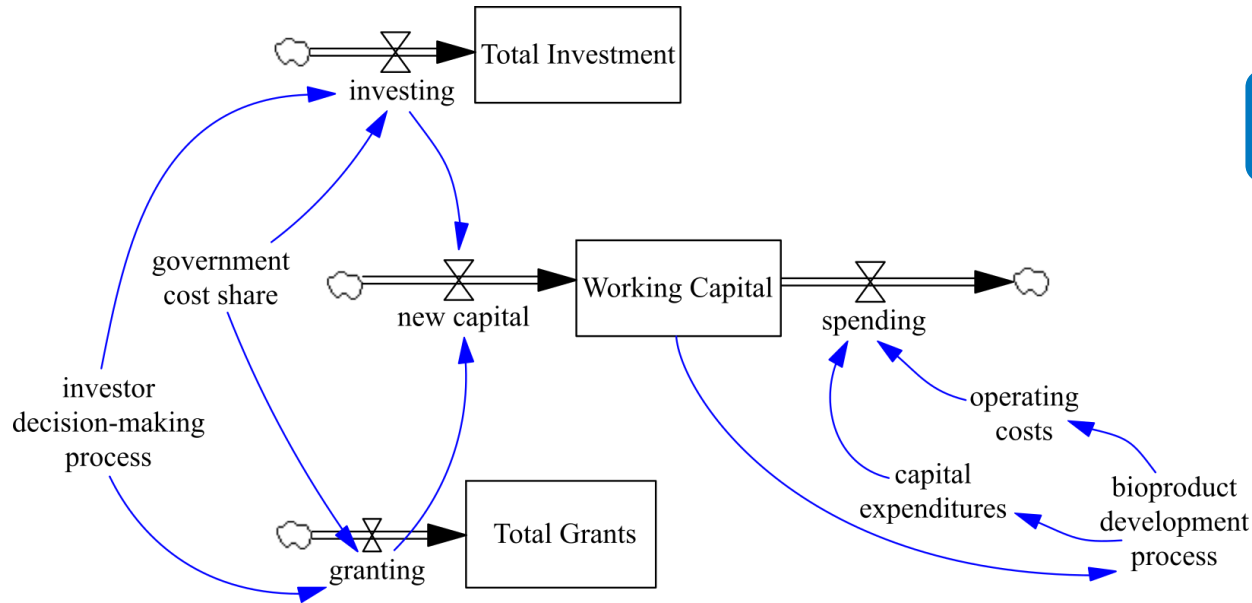 Total Investment
investing
government
cost share
Working Capital
new capital
spending
investor
decision-making
process
operating
costs
capital
expenditures
bioproduct
development
process
Total Grants
granting